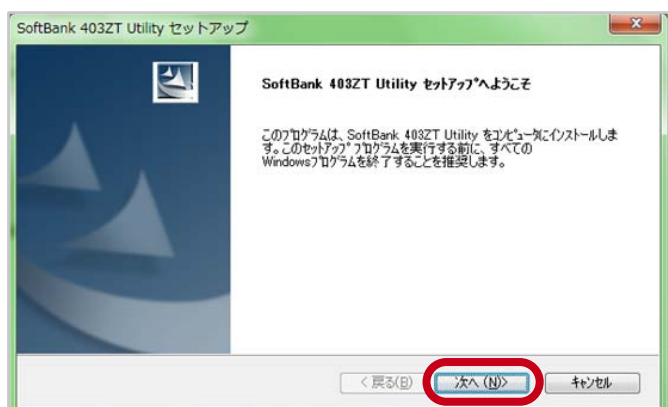 SoftBank 403ZT Utility セットアップ
SoftBank 403ZT Utility ｾｯﾄｱｯﾌﾟへようこそ
このﾌﾟﾛｸﾞﾗﾑは、SoftBank 403ZT Utility をｺﾝﾋﾟｭｰﾀにｲﾝｽﾄｰﾙしま
す。このｾｯﾄｱｯﾌﾟ ﾌﾟﾛｸﾞﾗﾑを実行する前に、すべての
Windowsﾌﾟﾛｸﾞﾗﾑを終了することを推奨します。
< 戻る(B) 次へ (N)> ｷｬﾝｾﾙ